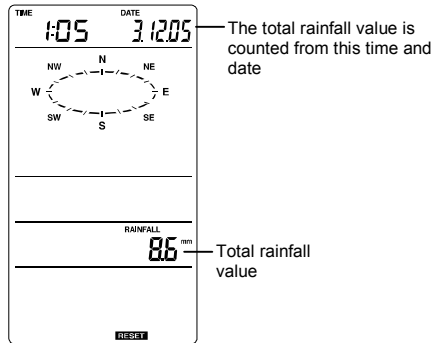 TIME DATE
1:05 3.12.05
The total rainfall value is
counted from this time and
date
N
NW NE
W E
SW SE
S
RAINFALL
8.6 mm
Total rainfall
value
RESET